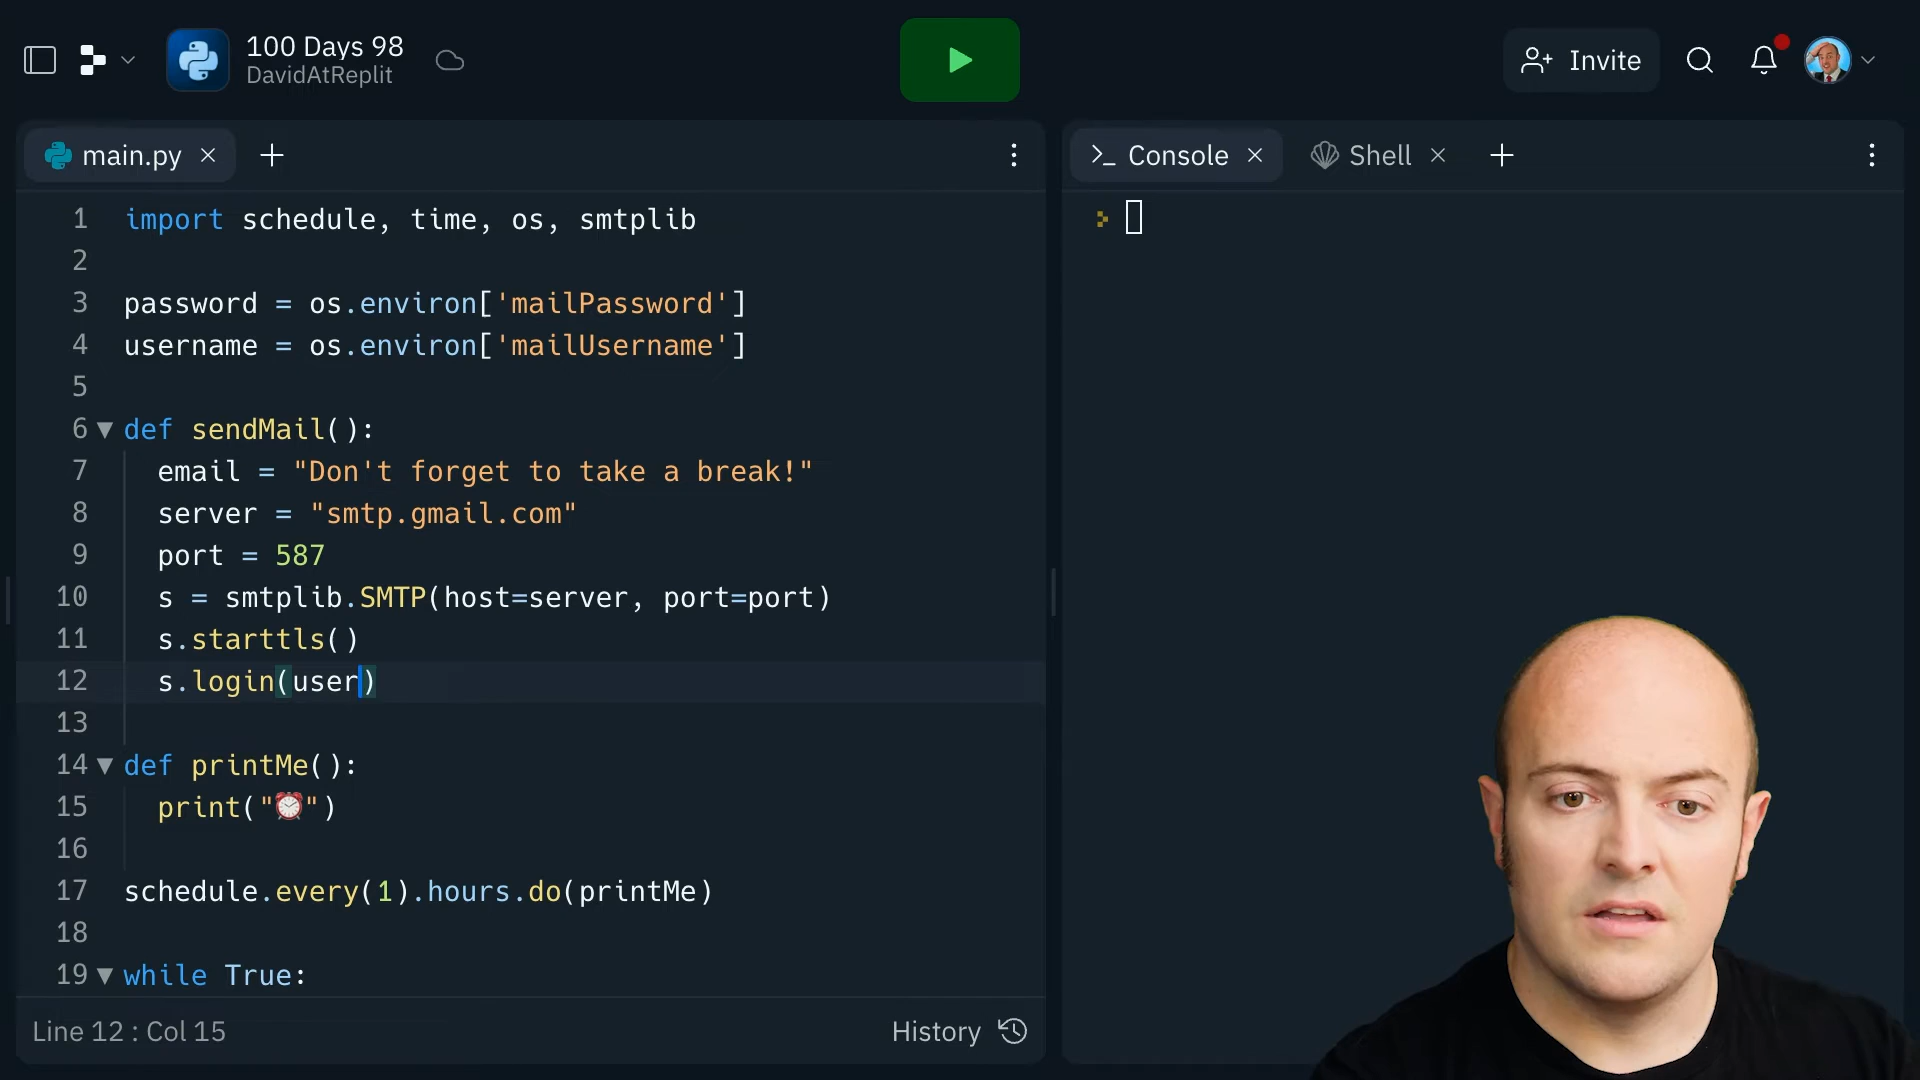 100 Days 98
DavidAtReplit
Invite
main.py
Console
Shell
1 import schedule, time, os, smtplib
2
3 password = os.environ['mailPassword']
4 username = os.environ['mailUsername']
5
6 def sendMail():
7 email = "Don't forget to take a break!"
8 server = "smtp.gmail.com"
9 port = 587
10 s = smtplib.SMTP(host=server, port=port)
11 s.starttls()
12 s.login(user)
13
14 def printMe():
15 print("⏰")
16
17 schedule.every(1).hours.do(printMe)
18
19 while True:
Line 12 : Col 15
History